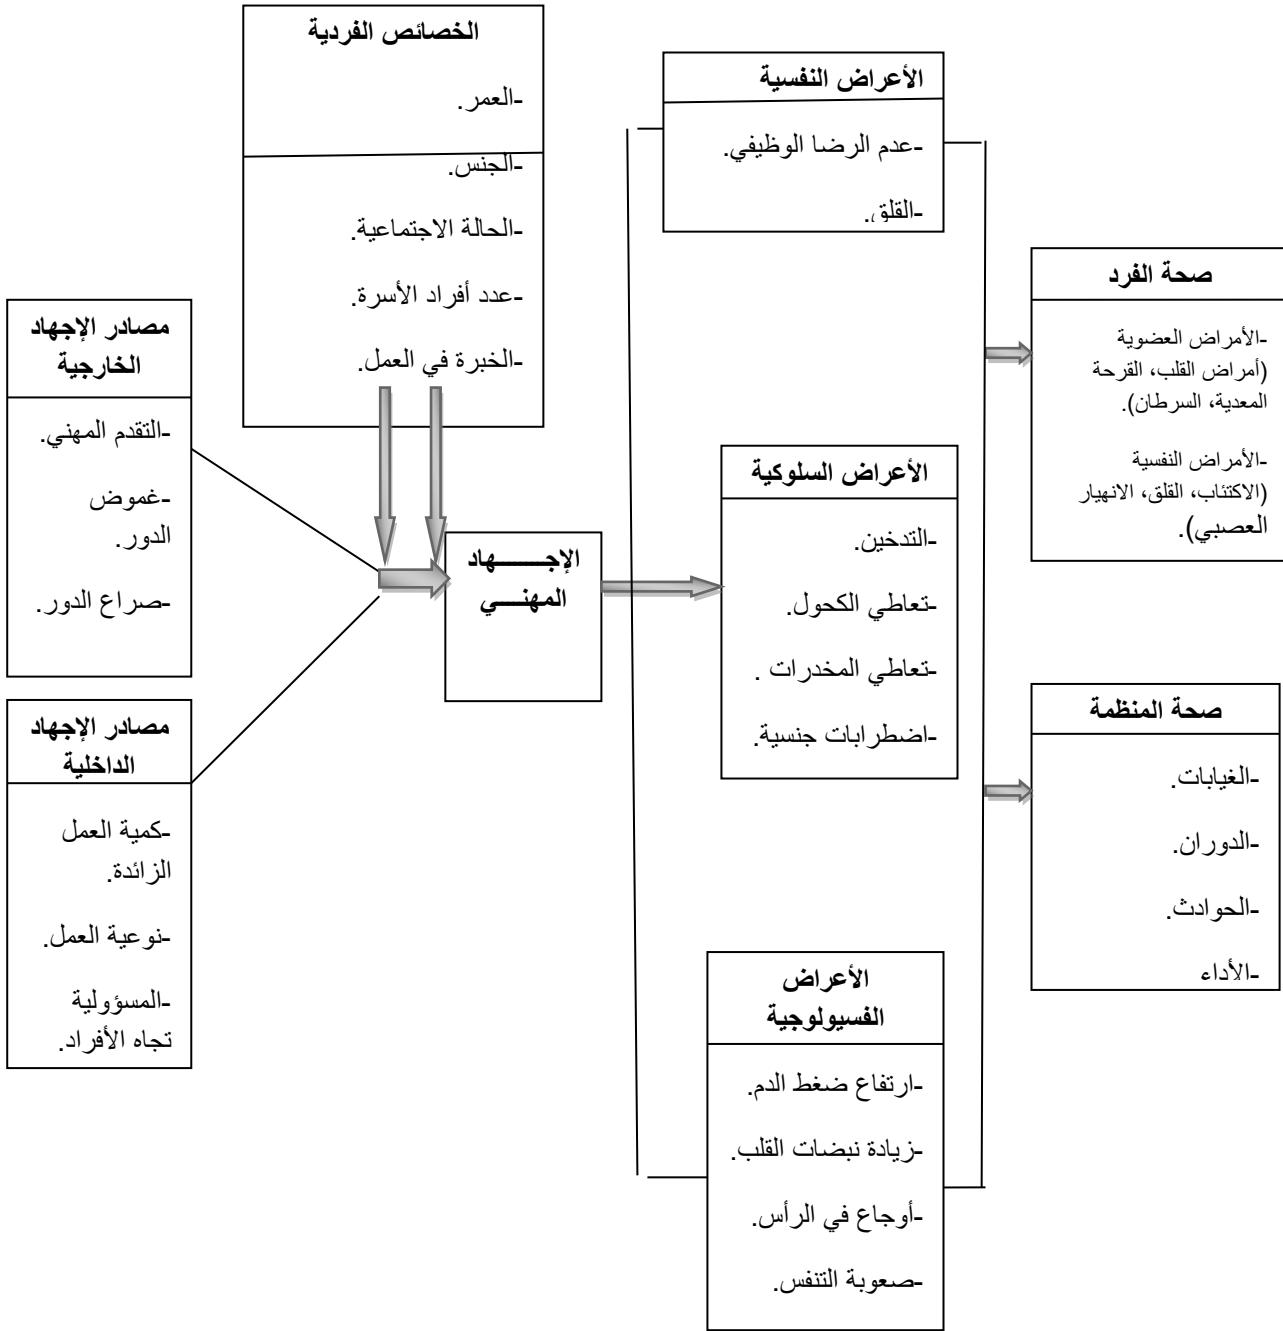 الخصائص الفردية
-العمر.
-الجنس.
-الحالة الاجتماعية.
-عدد أفراد الأسرة.
-الخبرة في العمل.
مصادر الإجهاد
الخارجية
-التقدم المهني.
-غموض
الدور.
-صراع الدور.
مصادر الإجهاد
الداخلية
-كمية العمل
الزائدة.
-نوعية العمل.
-المسؤولية
تجاه الأفراد.
الإجـــــــهاد
المهنـــــي
الأعراض النفسية
-عدم الرضا الوظيفي.
-القلق.
الأعراض السلوكية
-التدخين.
-تعاطي الكحول.
-تعاطي المخدرات .
-اضطرابات جنسية.
الأعراض
الفسيولوجية
-ارتفاع ضغط الدم.
-زيادة نبضات القلب.
-أوجاع في الرأس.
-صعوبة التنفس.
صحة الفرد
-الأمراض العضوية
(أمراض القلب، القرحة
المعدية، السرطان).
-الأمراض النفسية
(الاكتئاب، القلق، الانهيار
العصبي).
صحة المنظمة
-الغيابات.
-الدوران.
-الحوادث.
-الأداء